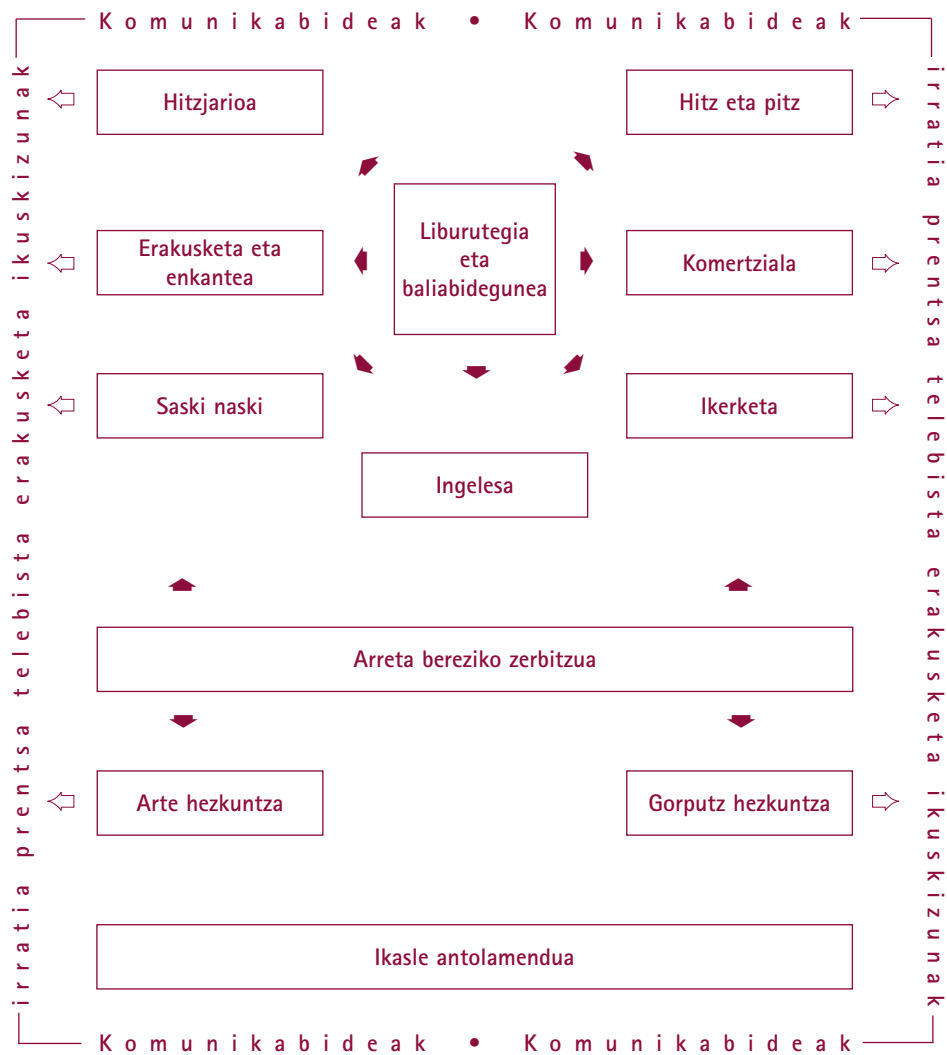 Komunikabideak • Komunikabideak
irratia prentsa telebista erakusketa ikuskizunak
irratia prentsa telebista erakusketa ikuskizunak
Hitzjarioa
Hitz eta pitz
Liburutegia
eta
baliabidegunea
Erakusketa eta
enkantea
Komertziala
Saski naski
Ikerketa
Ingelesa
Arreta bereziko zerbitzua
Arte hezkuntza
Gorputz hezkuntza
Ikasle antolamendua
Komunikabideak • Komunikabideak